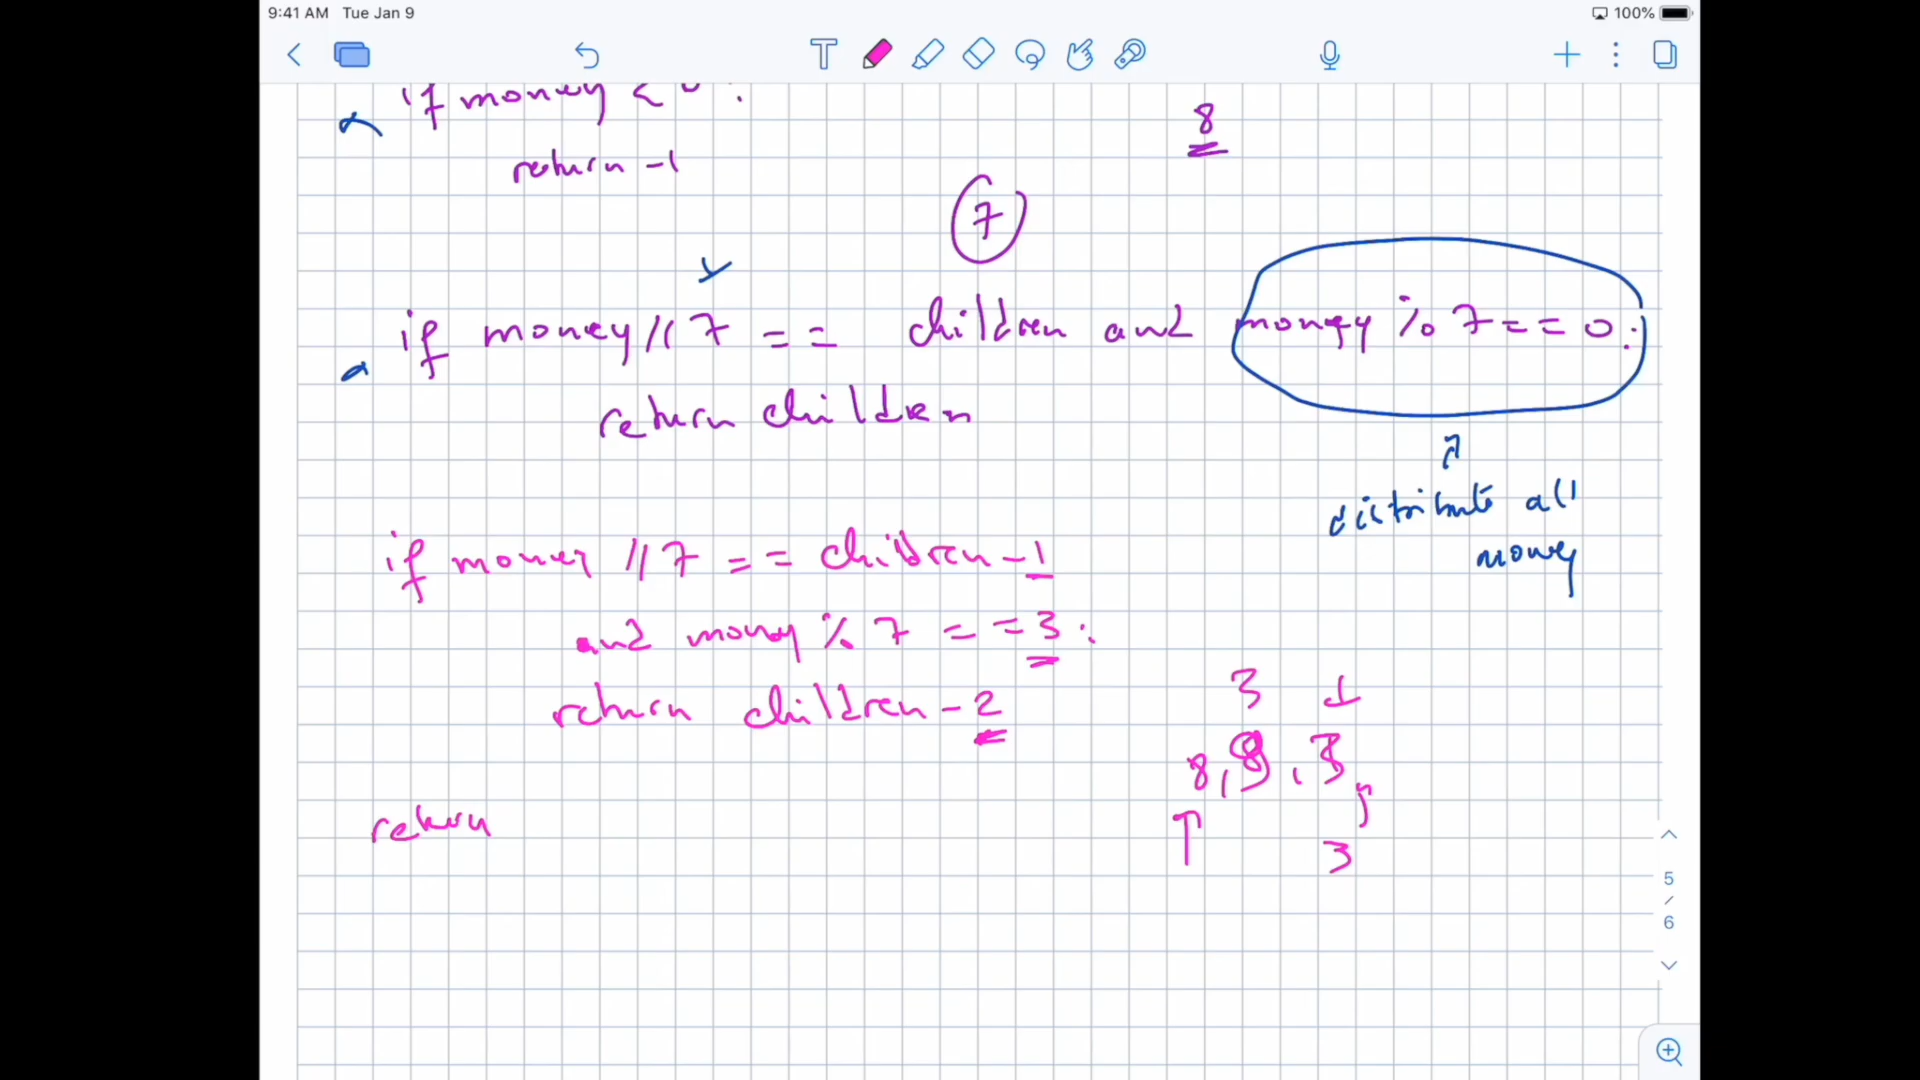 9:41 AM Tue Jan 9
100%
if money < 0 :
return -1
8
7
if money//7 == children and money % 7 == 0 :
return children
distribute all
money
if money //7 == children -1
and money % 7 == 3 :
return children - 2
3 1
8, 8, 3
3
return
5
/
6